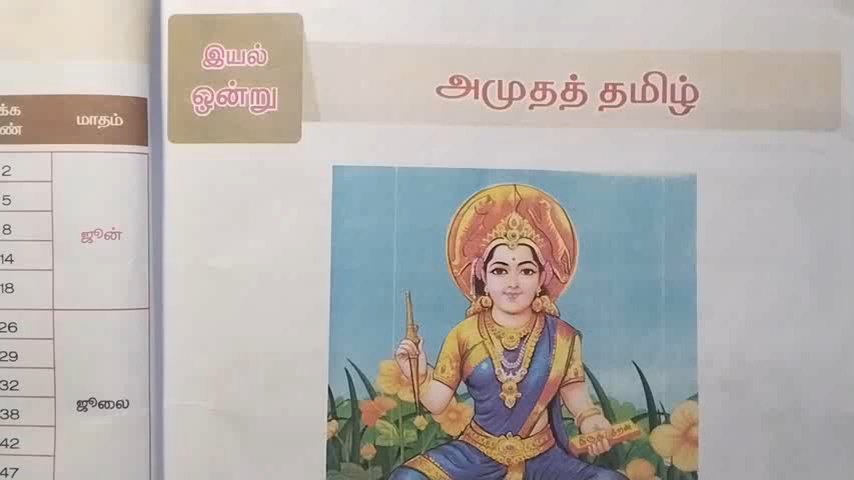 மாதம்
2
5
8
14
18
ஜூன்
26
29
32
38
42
47
ஜூலை
இயல்
ஒன்று
அமுதத் தமிழ்